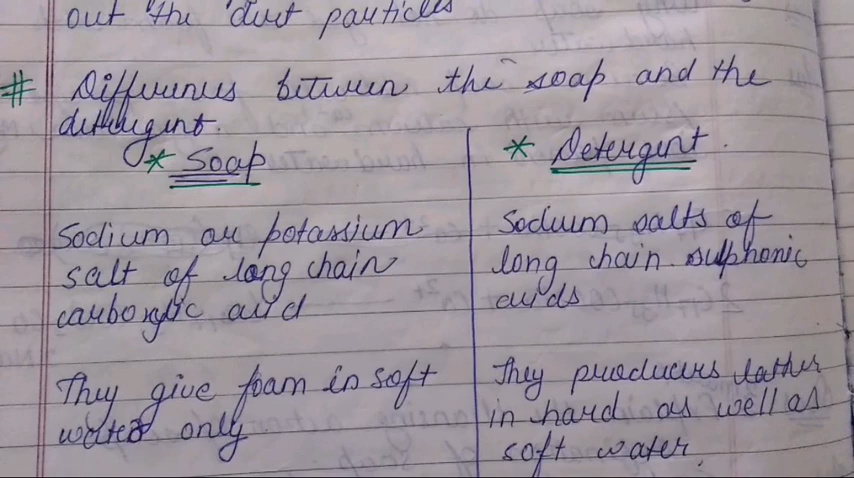 out the dust particles
# Differences between the soap and the
detergent.
* Soap
Sodium or potassium
salt of long chain
carboxylic acid
They give foam in soft
water only
* Detergent.
Sodium salts of
long chain sulphonic
acids
They producers lather
in hard as well as
soft water.